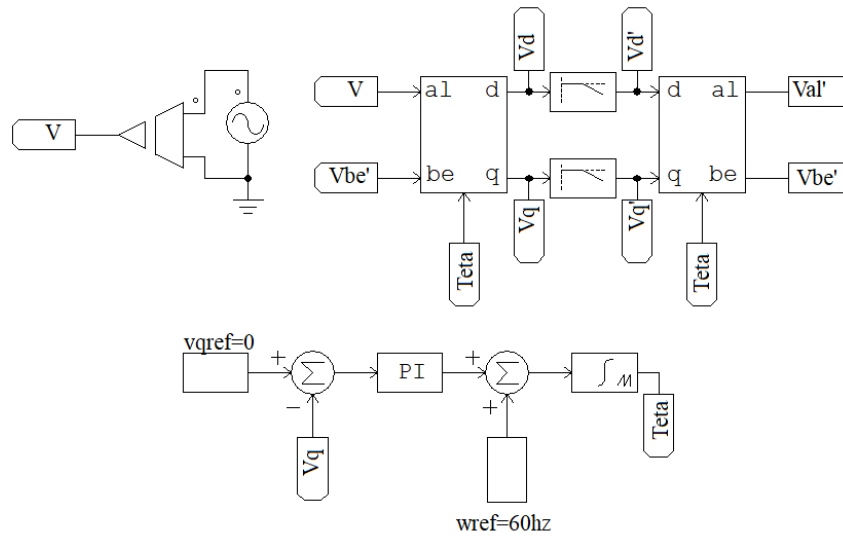 Vd
Vd'
V
al
d
d
al
Val'
V
Vbe'
be
q
q
be
Vbe'
Teta
Vq
Vq'
Teta
vqref=0
+
Σ
PI
+
Σ
∫
Teta
−
+
Vq
wref=60hz